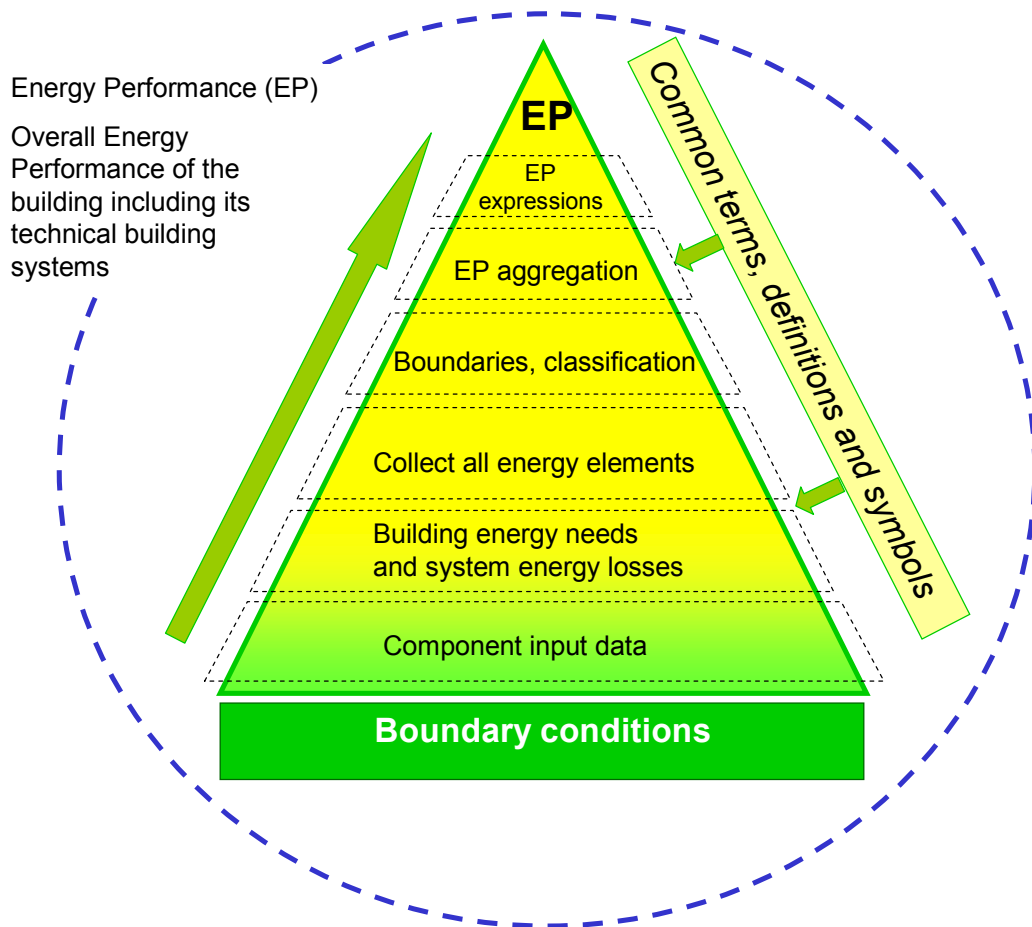 Energy Performance (EP)
Overall Energy
Performance of the
building including its
technical building
systems
EP
EP
expressions
EP aggregation
Boundaries, classification
Collect all energy elements
Building energy needs
and system energy losses
Component input data
Boundary conditions
Common terms, definitions and symbols